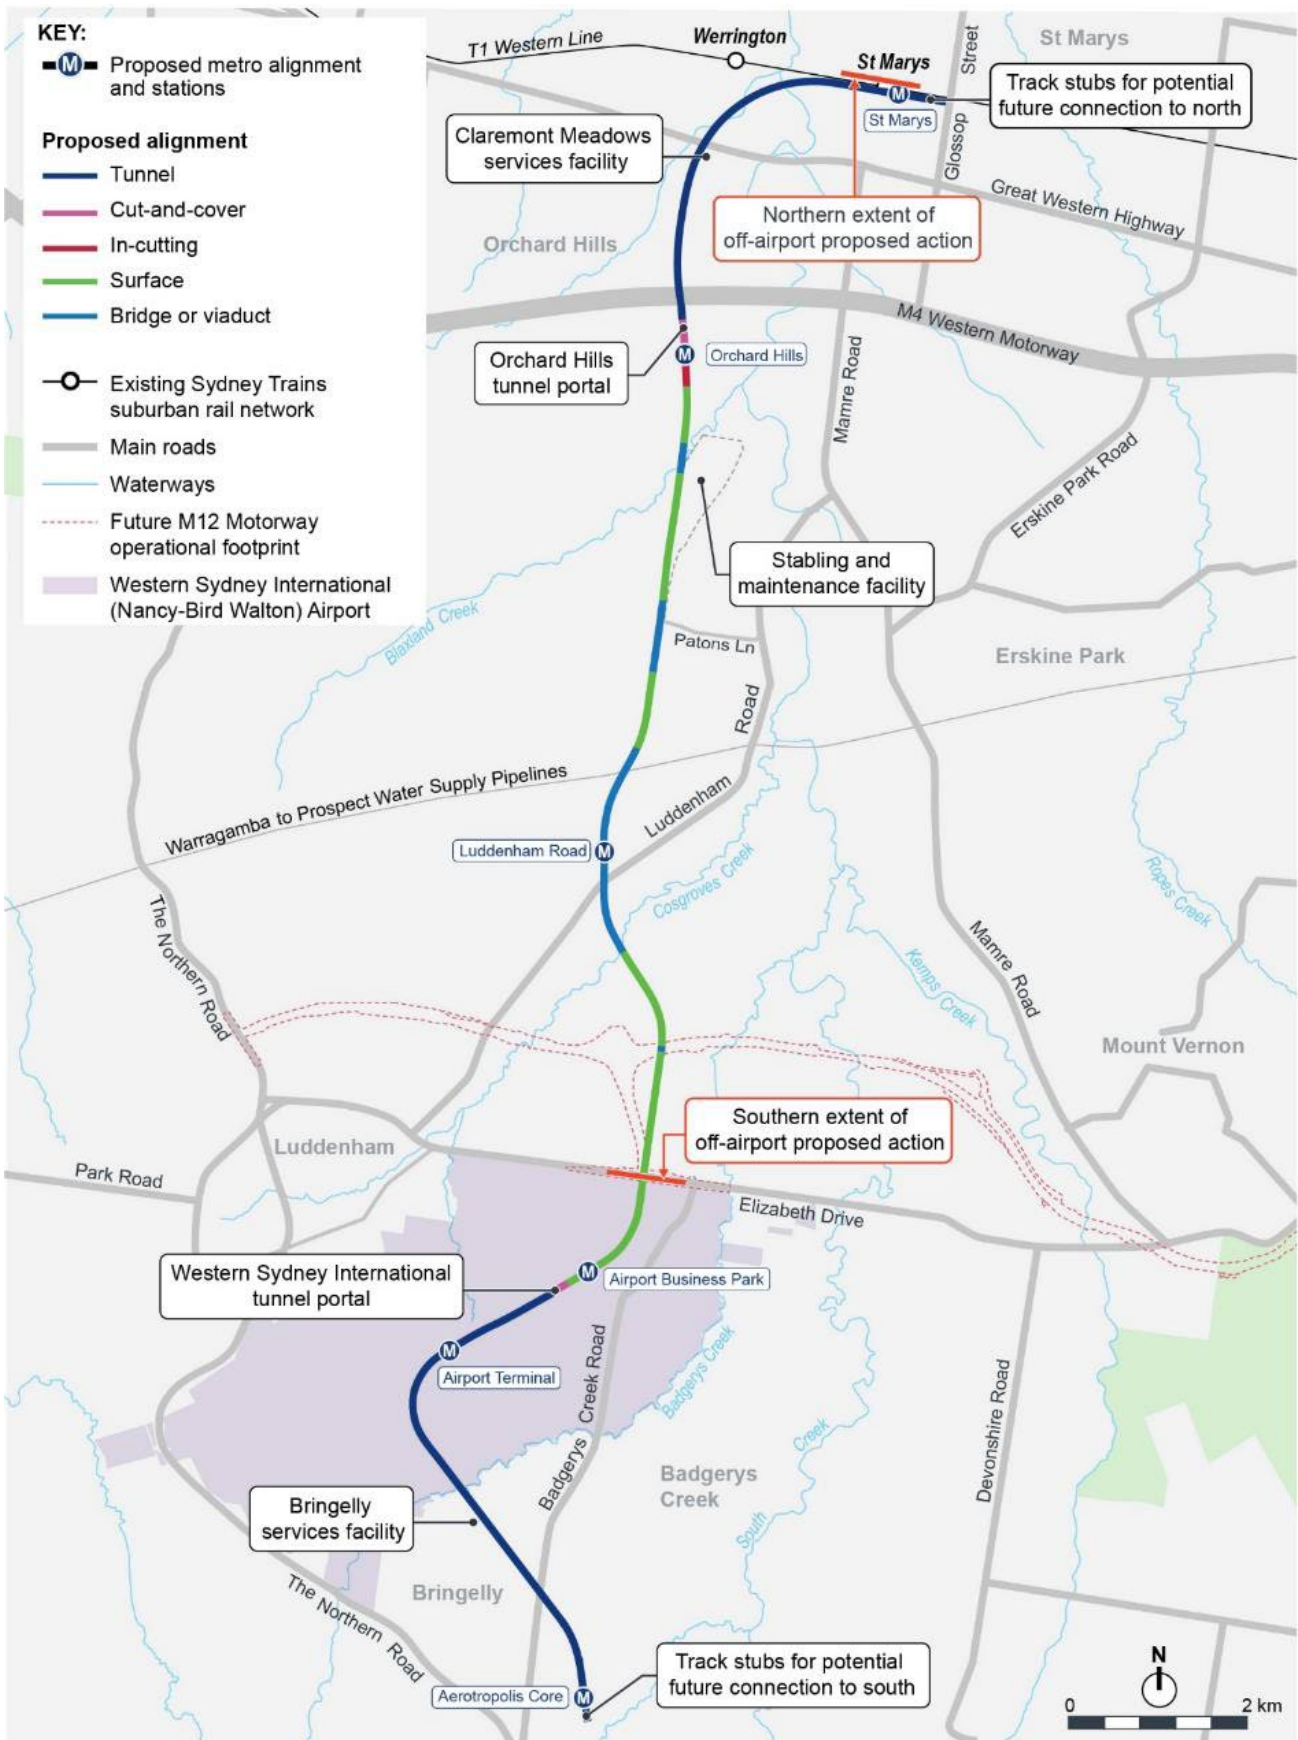 KEY:
M
Proposed metro alignment
and stations
Proposed alignment
Tunnel
Cut-and-cover
In-cutting
Surface
Bridge or viaduct
Existing Sydney Trains
suburban rail network
Main roads
Waterways
Future M12 Motorway
operational footprint
Western Sydney International
(Nancy-Bird Walton) Airport
T1 Western Line
Werrington
St Marys
Glossop Street
St Marys
Track stubs for potential
future connection to north
M
St Marys
Claremont Meadows
services facility
Great Western Highway
Northern extent of
off-airport proposed action
Orchard Hills
M4 Western Motorway
Orchard Hills
tunnel portal
M
Orchard Hills
Mamre Road
Erskine Park Road
Stabling and
maintenance facility
Blaxland Creek
Patons Ln
Erskine Park
Luddenham Road
Warragamba to Prospect Water Supply Pipelines
Luddenham Road
M
Cosgroves Creek
Ropes Creek
The Northern Road
Kemps Creek
Mamre Road
Mount Vernon
Southern extent of
off-airport proposed action
Luddenham
Park Road
Elizabeth Drive
Western Sydney International
tunnel portal
M
Airport Business Park
M
Airport Terminal
Badgerys Creek Road
Badgerys Creek
Devonshire Road
South Creek
Badgerys
Creek
Bringelly
services facility
Bringelly
The Northern Road
Aerotropolis Core
M
Track stubs for potential
future connection to south
N
0
2 km